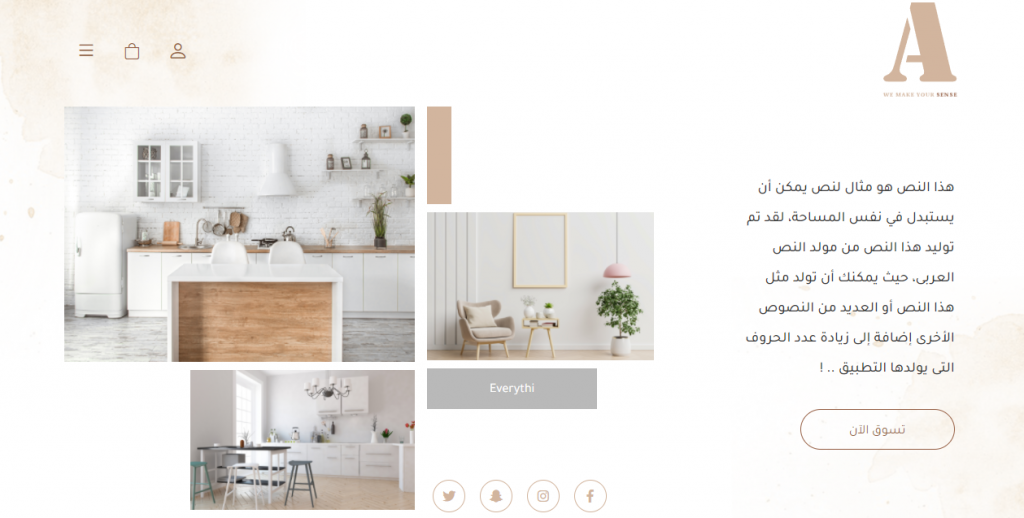 A
WE MAKE YOUR SENSE
هذا النص هو مثال لنص يمكن أن
يستبدل في نفس المساحة، لقد تم
توليد هذا النص من مولد النص
العربى، حيث يمكنك أن تولد مثل
هذا النص أو العديد من النصوص
الأخرى إضافة إلى زيادة عدد الحروف
التى يولدها التطبيق .. !
تسوق الآن
Everythi